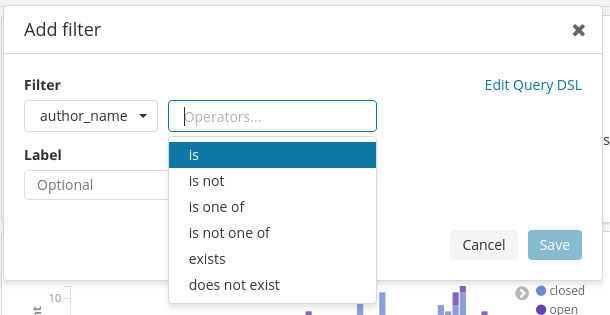 Add filter
Filter
Edit Query DSL
author_name
Operators...
Label
Optional
is
is not
is one of
is not one of
exists
does not exist
Cancel
Save
10
closed
open